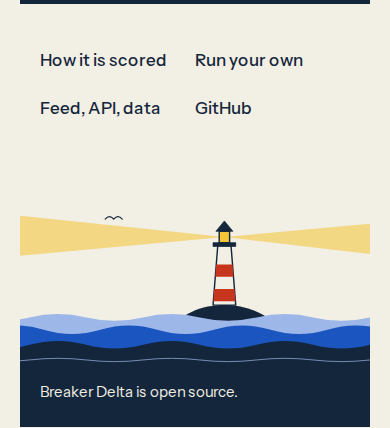 How it is scored
Run your own
Feed, API, data
GitHub
Breaker Delta is open source.